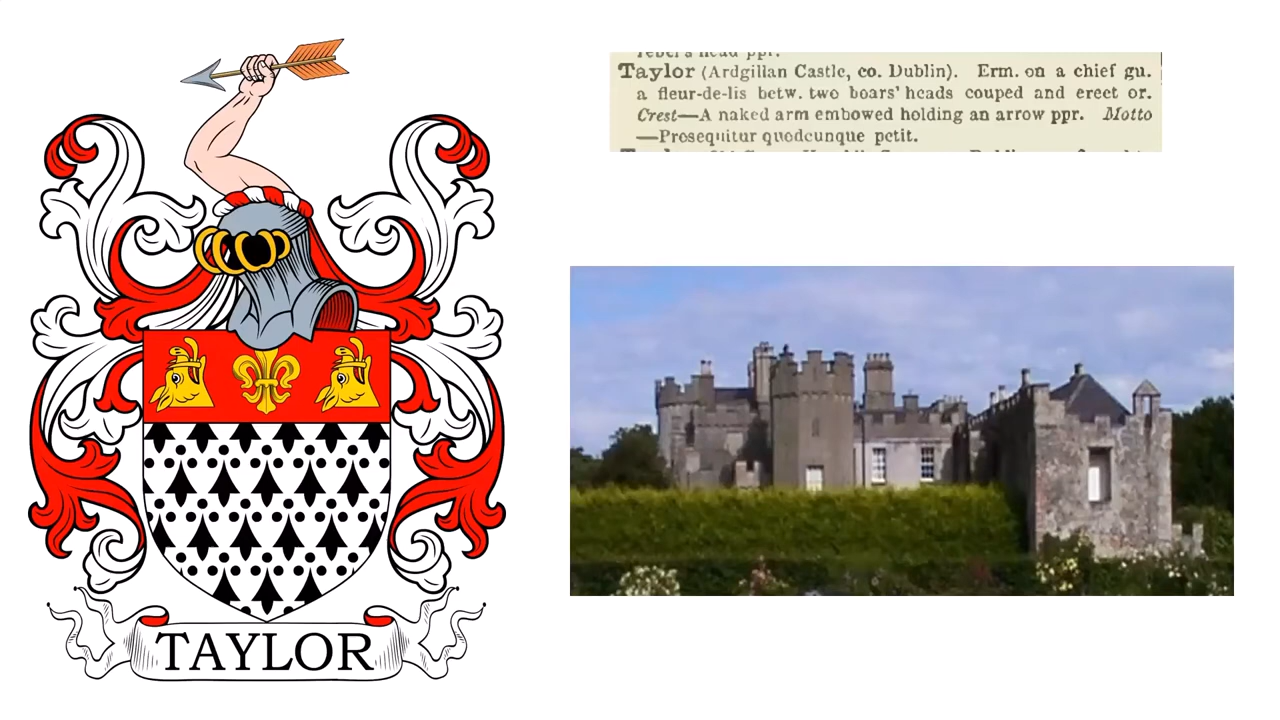 TAYLOR
Taylor (Ardgillan Castle, co. Dublin). Erm. on a chief gu.
a fleur-de-lis betw. two boars' heads couped and erect or.
Crest—A naked arm embowed holding an arrow ppr. Motto
—Prosequitur quodcunque petit.